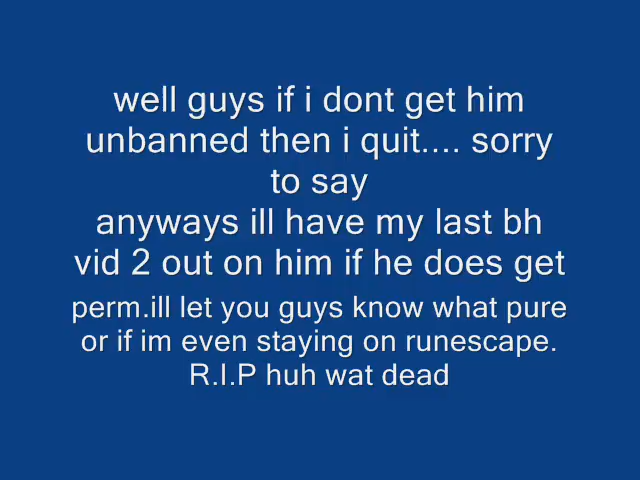 well guys if i dont get him
unbanned then i quit.... sorry
to say
anyways ill have my last bh
vid 2 out on him if he does get
perm.ill let you guys know what pure
or if im even staying on runescape.
R.I.P huh wat dead